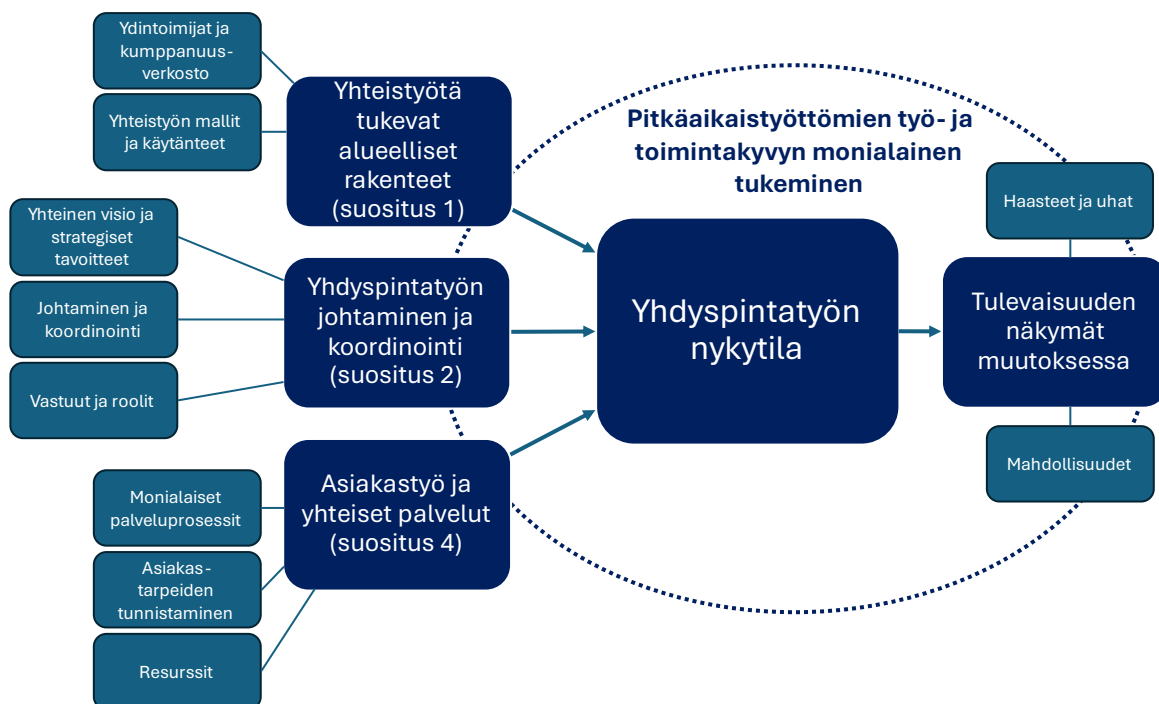 Ydintoimijat ja
kumppanuus-
verkosto
Yhteistyön mallit
ja käytänteet
Yhteistyötä
tukevat
alueelliset
rakenteet
(suositus 1)
Yhteinen visio ja
strategiset
tavoitteet
Johtaminen ja
koordinointi
Vastuut ja roolit
Yhdyspintatyön
johtaminen ja
koordinointi
(suositus 2)
Monialaiset
palveluprosessit
Asiakas-
tarpeiden
tunnistaminen
Resurssit
Asiakastyö ja
yhteiset palvelut
(suositus 4)
Pitkäaikaistyöttömien työ- ja
toimintakyvyn monialainen
tukeminen
Yhdyspintatyön
nykytila
Haasteet ja uhat
Tulevaisuuden
näkymät
muutoksessa
Mahdollisuudet